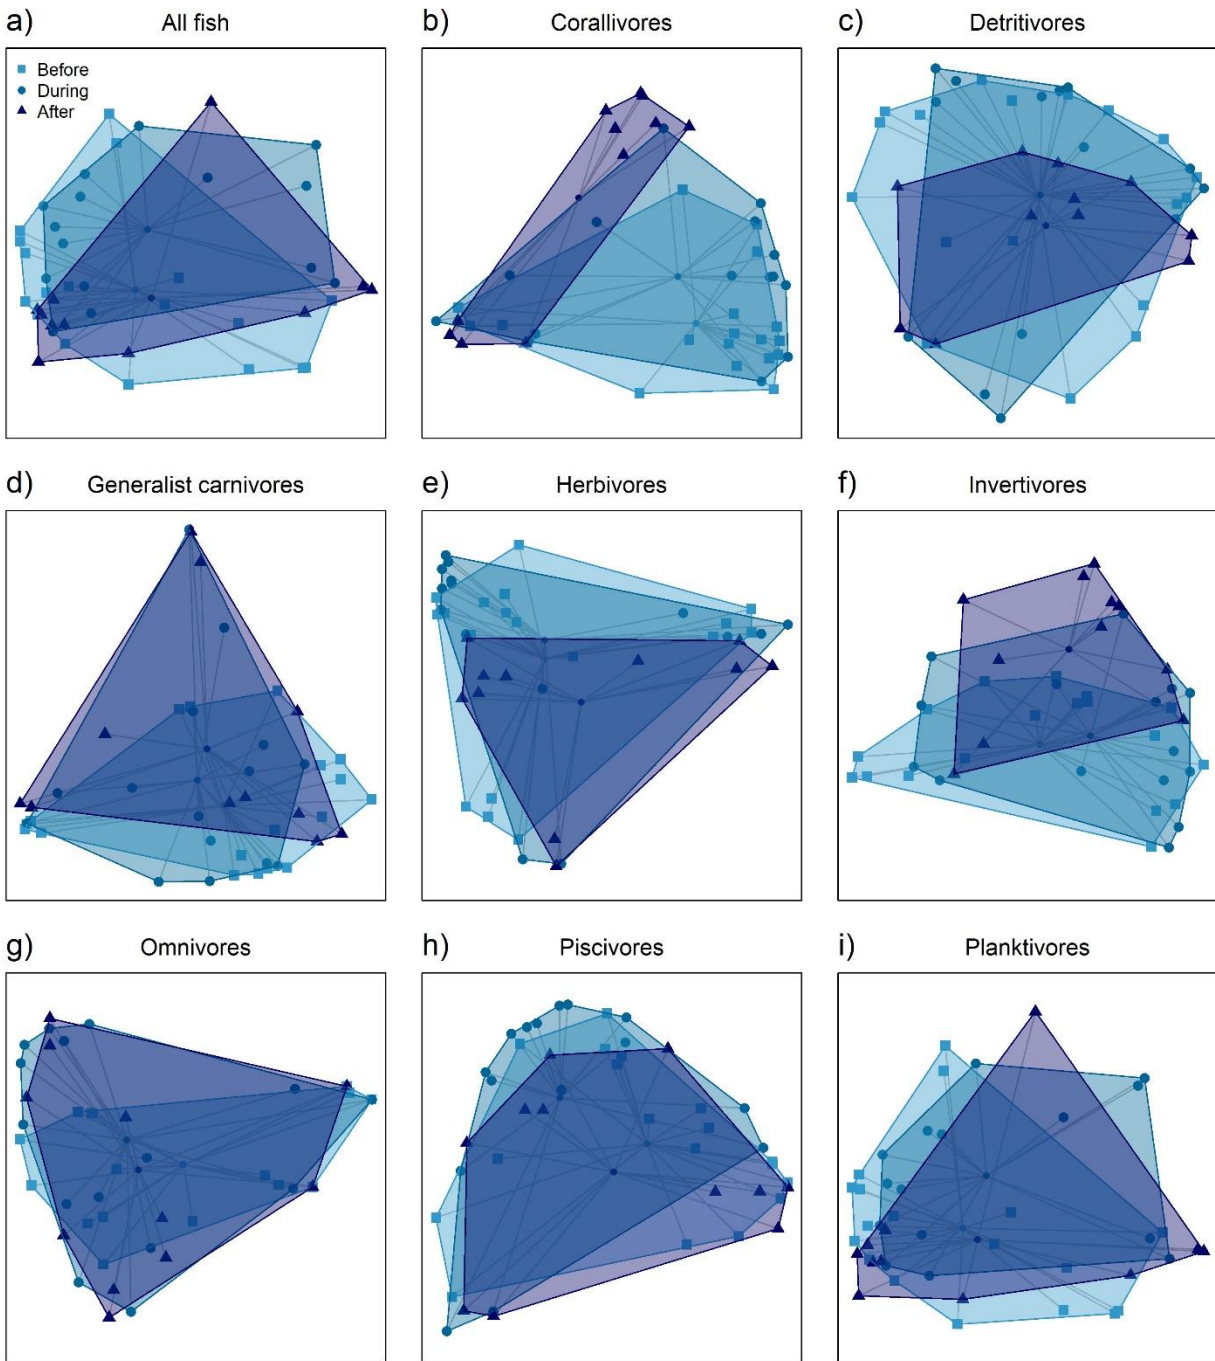 a) All fish
b) Corallivores
c) Detritivores
Before
During
After
d) Generalist carnivores
e) Herbivores
f) Invertivores
g) Omnivores
h) Piscivores
i) Planktivores